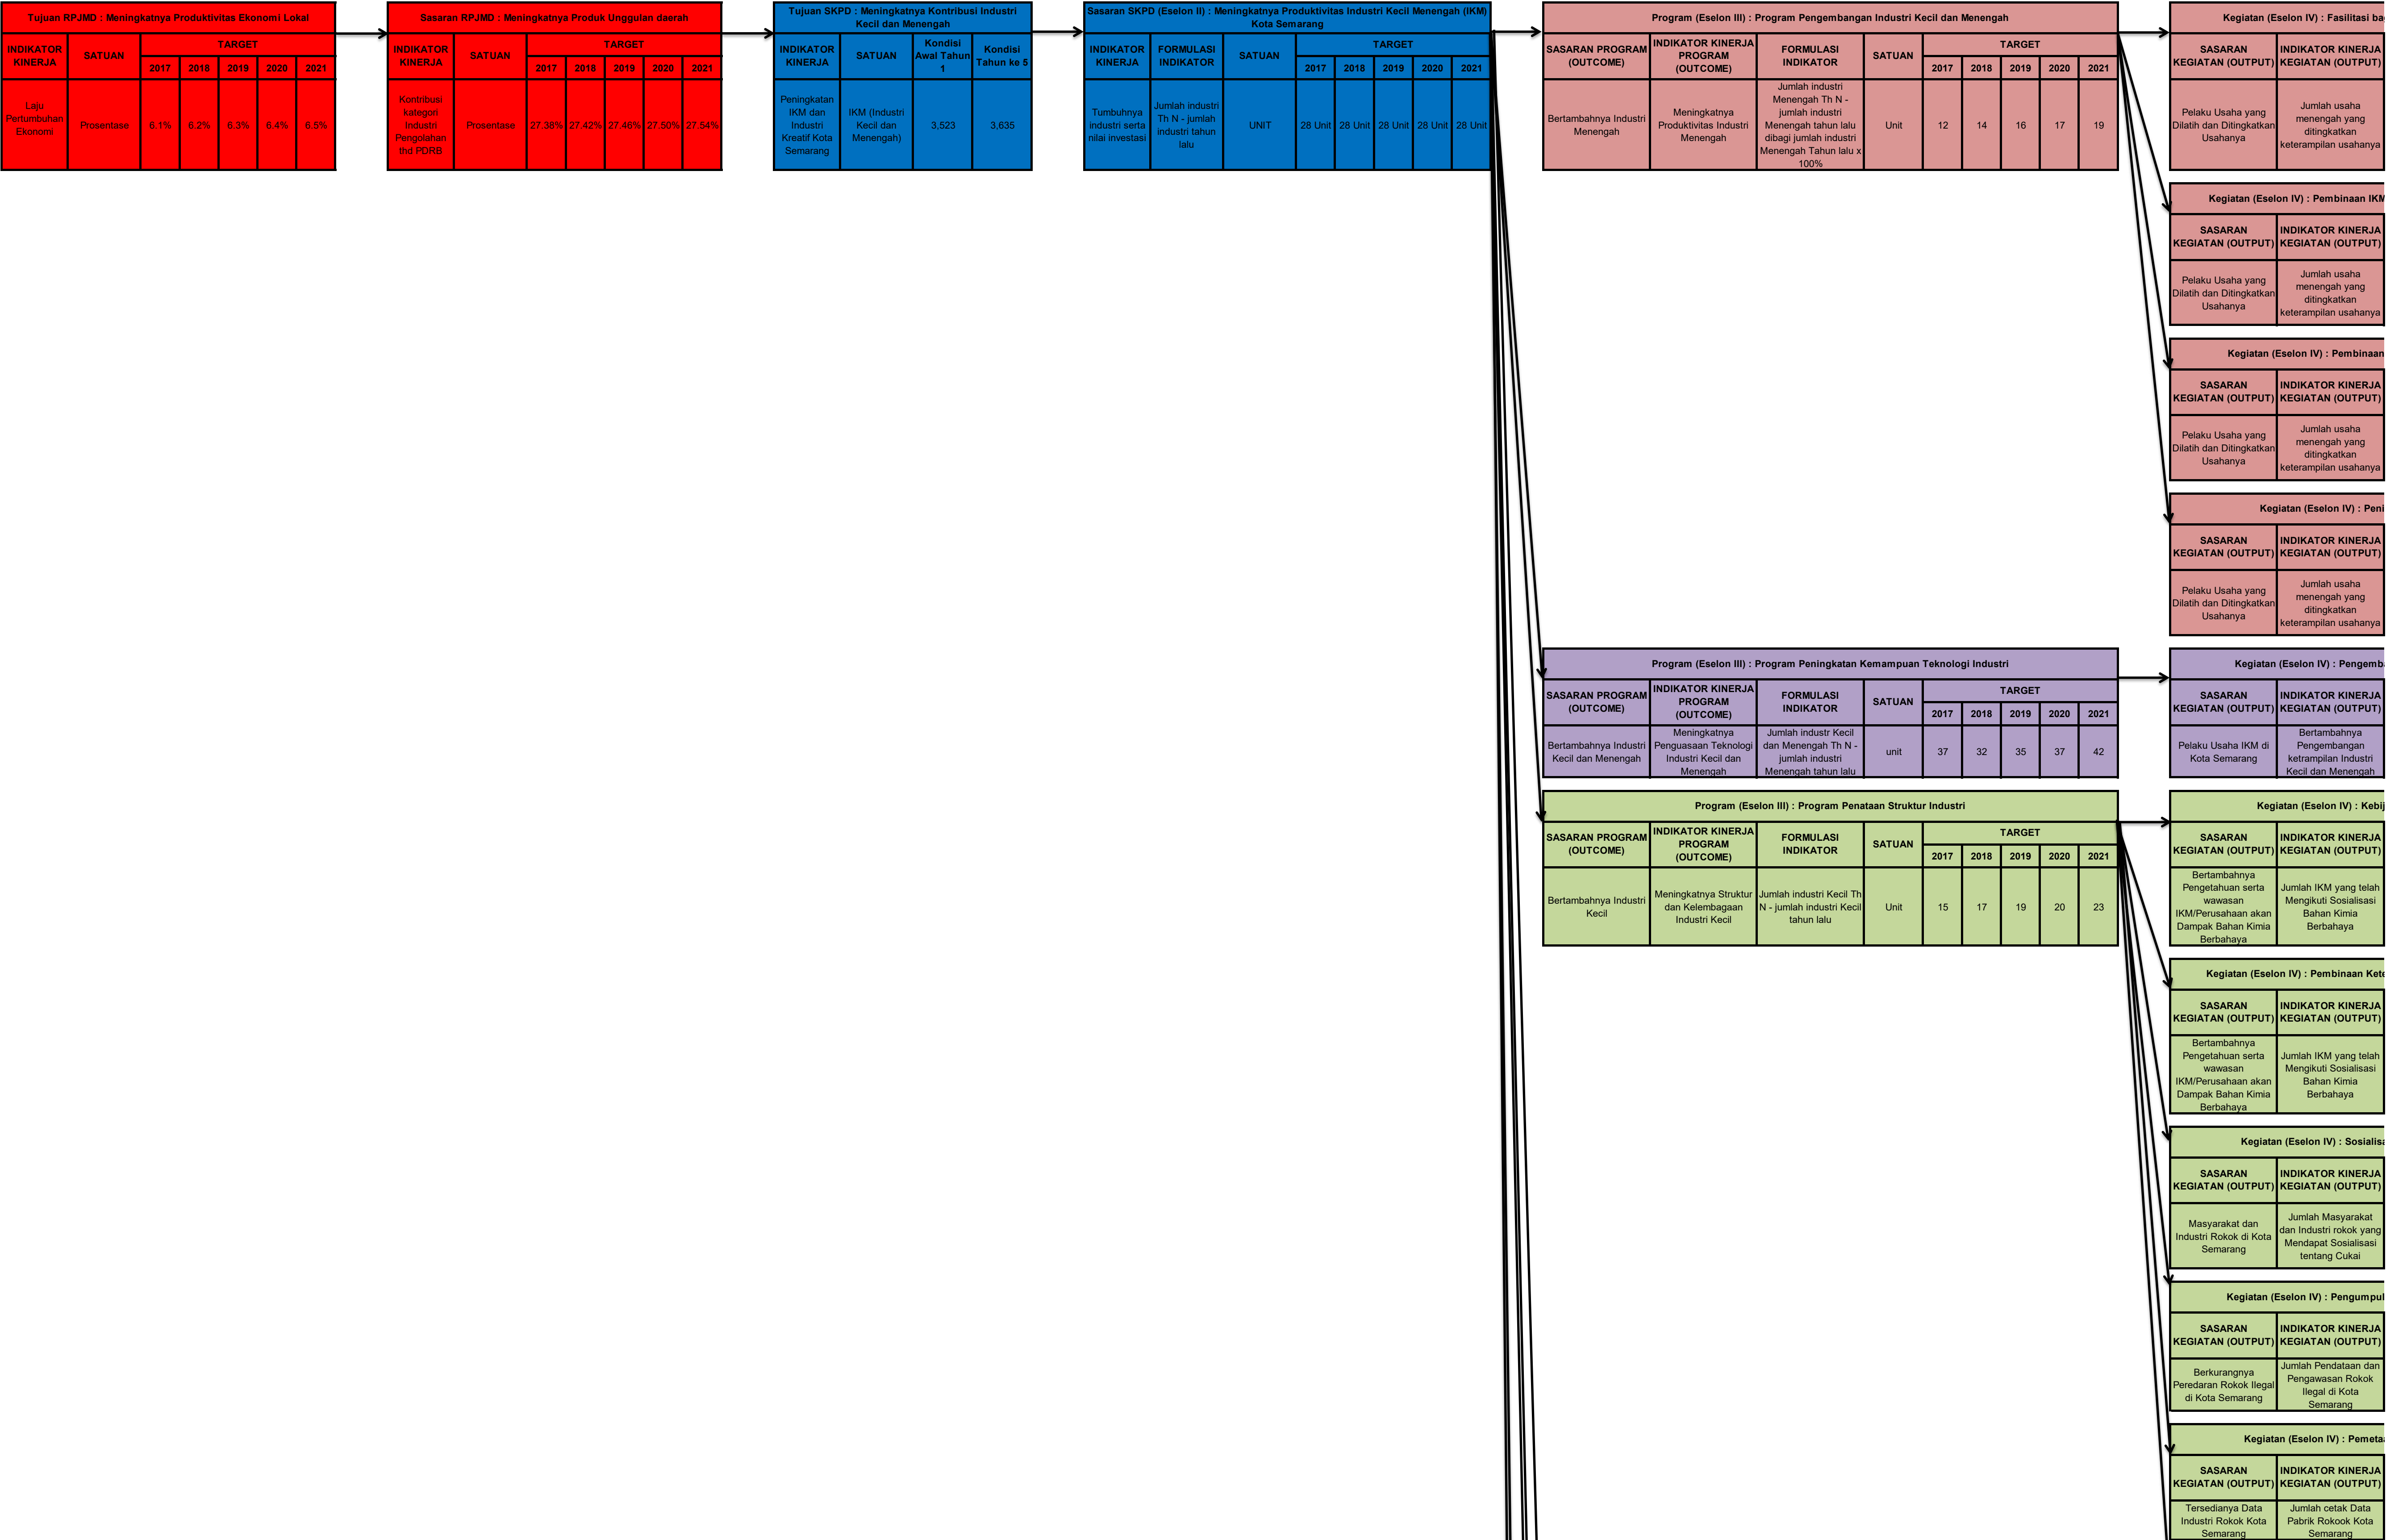 Tujuan RPJMD : Meningkatnya Produktivitas Ekonomi Lokal
INDIKATOR
KINERJA
SATUAN
TARGET
2017 2018 2019 2020 2021
Laju
Pertumbuhan
Ekonomi
Prosentase
6.1% 6.2% 6.3% 6.4% 6.5%
Sasaran RPJMD : Meningkatnya Produk Unggulan daerah
INDIKATOR
KINERJA
SATUAN
TARGET
2017 2018 2019 2020 2021
Kontribusi
kategori
Industri
Pengolahan
thd PDRB
Prosentase
27.38% 27.42% 27.46% 27.50% 27.54%
Tujuan SKPD : Meningkatnya Kontribusi Industri
Kecil dan Menengah
INDIKATOR
KINERJA
SATUAN
Kondisi
Awal Tahun
1
Kondisi
Tahun ke 5
Peningkatan
IKM dan
Industri
Kreatif Kota
Semarang
IKM (Industri
Kecil dan
Menengah)
3,523
3,635
Sasaran SKPD (Eselon II) : Meningkatnya Produktivitas Industri Kecil Menengah (IKM)
Kota Semarang
INDIKATOR
KINERJA
FORMULASI
INDIKATOR
SATUAN
TARGET
2017 2018 2019 2020 2021
Tumbuhnya
industri serta
nilai investasi
Jumlah industri
Th N - jumlah
industri tahun
lalu
UNIT
28 Unit 28 Unit 28 Unit 28 Unit 28 Unit
Program (Eselon III) : Program Pengembangan Industri Kecil dan Menengah
SASARAN PROGRAM
(OUTCOME)
INDIKATOR KINERJA
PROGRAM
(OUTCOME)
FORMULASI
INDIKATOR
SATUAN
TARGET
2017 2018 2019 2020 2021
Bertambahnya Industri
Menengah
Meningkatnya
Produktivitas Industri
Menengah
Jumlah industri
Menengah Th N -
jumlah industri
Menengah tahun lalu
dibagi jumlah industri
Menengah Tahun lalu x
100%
Unit
12 14 16 17 19
Kegiatan (Eselon IV) : Fasilitasi ba
SASARAN
KEGIATAN (OUTPUT)
INDIKATOR KINERJA
KEGIATAN (OUTPUT)
Pelaku Usaha yang
Dilatih dan Ditingkatkan
Usahanya
Jumlah usaha
menengah yang
ditingkatkan
keterampilan usahanya
Kegiatan (Eselon IV) : Pembinaan IKM
SASARAN
KEGIATAN (OUTPUT)
INDIKATOR KINERJA
KEGIATAN (OUTPUT)
Pelaku Usaha yang
Dilatih dan Ditingkatkan
Usahanya
Jumlah usaha
menengah yang
ditingkatkan
keterampilan usahanya
Kegiatan (Eselon IV) : Pembinaan
SASARAN
KEGIATAN (OUTPUT)
INDIKATOR KINERJA
KEGIATAN (OUTPUT)
Pelaku Usaha yang
Dilatih dan Ditingkatkan
Usahanya
Jumlah usaha
menengah yang
ditingkatkan
keterampilan usahanya
Kegiatan (Eselon IV) : Peni
SASARAN
KEGIATAN (OUTPUT)
INDIKATOR KINERJA
KEGIATAN (OUTPUT)
Pelaku Usaha yang
Dilatih dan Ditingkatkan
Usahanya
Jumlah usaha
menengah yang
ditingkatkan
keterampilan usahanya
Program (Eselon III) : Program Peningkatan Kemampuan Teknologi Industri
SASARAN PROGRAM
(OUTCOME)
INDIKATOR KINERJA
PROGRAM
(OUTCOME)
FORMULASI
INDIKATOR
SATUAN
TARGET
2017 2018 2019 2020 2021
Bertambahnya Industri
Kecil dan Menengah
Meningkatnya
Penguasaan Teknologi
Industri Kecil dan
Menengah
Jumlah industr Kecil
dan Menengah Th N -
jumlah industri
Menengah tahun lalu
unit
37 32 35 37 42
Kegiatan (Eselon IV) : Pengemb
SASARAN
KEGIATAN (OUTPUT)
INDIKATOR KINERJA
KEGIATAN (OUTPUT)
Pelaku Usaha IKM di
Kota Semarang
Bertambahnya
Pengembangan
ketrampilan Industri
Kecil dan Menengah
Program (Eselon III) : Program Penataan Struktur Industri
SASARAN PROGRAM
(OUTCOME)
INDIKATOR KINERJA
PROGRAM
(OUTCOME)
FORMULASI
INDIKATOR
SATUAN
TARGET
2017 2018 2019 2020 2021
Bertambahnya Industri
Kecil
Meningkatnya Struktur
dan Kelembagaan
Industri Kecil
Jumlah industri Kecil Th
N - jumlah industri Kecil
tahun lalu
Unit
15 17 19 20 23
Kegiatan (Eselon IV) : Kebij
SASARAN
KEGIATAN (OUTPUT)
INDIKATOR KINERJA
KEGIATAN (OUTPUT)
Bertambahnya
Pengetahuan serta
wawasan
IKM/Perusahaan akan
Dampak Bahan Kimia
Berbahaya
Jumlah IKM yang telah
Mengikuti Sosialisasi
Bahan Kimia
Berbahaya
Kegiatan (Eselon IV) : Pembinaan Kete
SASARAN
KEGIATAN (OUTPUT)
INDIKATOR KINERJA
KEGIATAN (OUTPUT)
Bertambahnya
Pengetahuan serta
wawasan
IKM/Perusahaan akan
Dampak Bahan Kimia
Berbahaya
Jumlah IKM yang telah
Mengikuti Sosialisasi
Bahan Kimia
Berbahaya
Kegiatan (Eselon IV) : Sosialisa
SASARAN
KEGIATAN (OUTPUT)
INDIKATOR KINERJA
KEGIATAN (OUTPUT)
Masyarakat dan
Industri Rokok di Kota
Semarang
Jumlah Masyarakat
dan Industri rokok yang
Mendapat Sosialisasi
tentang Cukai
Kegiatan (Eselon IV) : Pengumpul
SASARAN
KEGIATAN (OUTPUT)
INDIKATOR KINERJA
KEGIATAN (OUTPUT)
Berkurangnya
Peredaran Rokok Ilegal
di Kota Semarang
Jumlah Pendataan dan
Pengawasan Rokok
Ilegal di Kota
Semarang
Kegiatan (Eselon IV) : Pemeta
SASARAN
KEGIATAN (OUTPUT)
INDIKATOR KINERJA
KEGIATAN (OUTPUT)
Tersedianya Data
Industri Rokok Kota
Semarang
Jumlah cetak Data
Pabrik Rokook Kota
Semarang